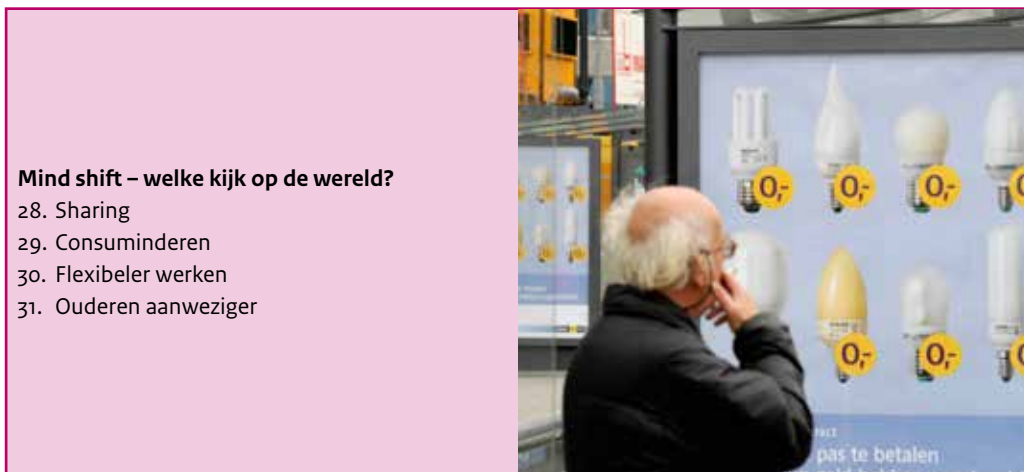 Mind shift – welke kijk op de wereld?
28. Sharing
29. Consuminderen
30. Flexibeler werken
31. Ouderen aanweziger
0,-
0,-
0,-
0,-
0,-
pas te betalen